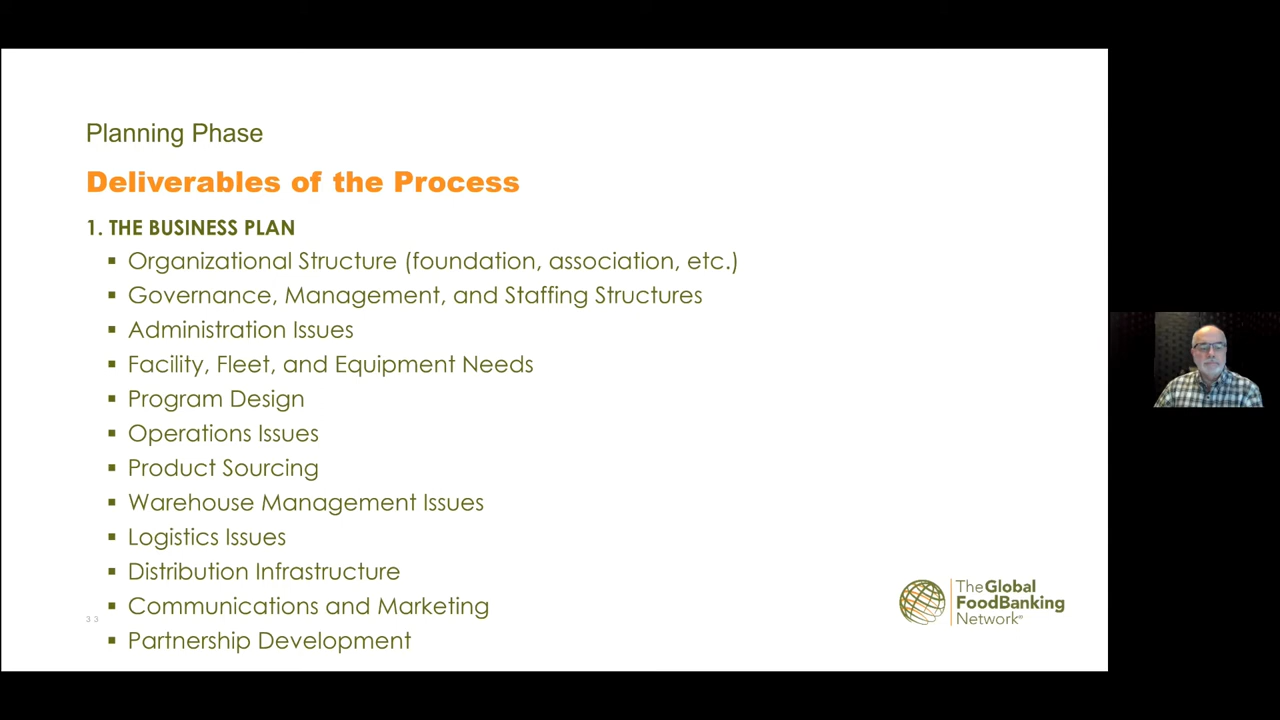 Planning Phase
Deliverables of the Process
1. THE BUSINESS PLAN
▪ Organizational Structure (foundation, association, etc.)
▪ Governance, Management, and Staffing Structures
▪ Administration Issues
▪ Facility, Fleet, and Equipment Needs
▪ Program Design
▪ Operations Issues
▪ Product Sourcing
▪ Warehouse Management Issues
▪ Logistics Issues
▪ Distribution Infrastructure
▪ Communications and Marketing
▪ Partnership Development
33
The Global
FoodBanking
Network®